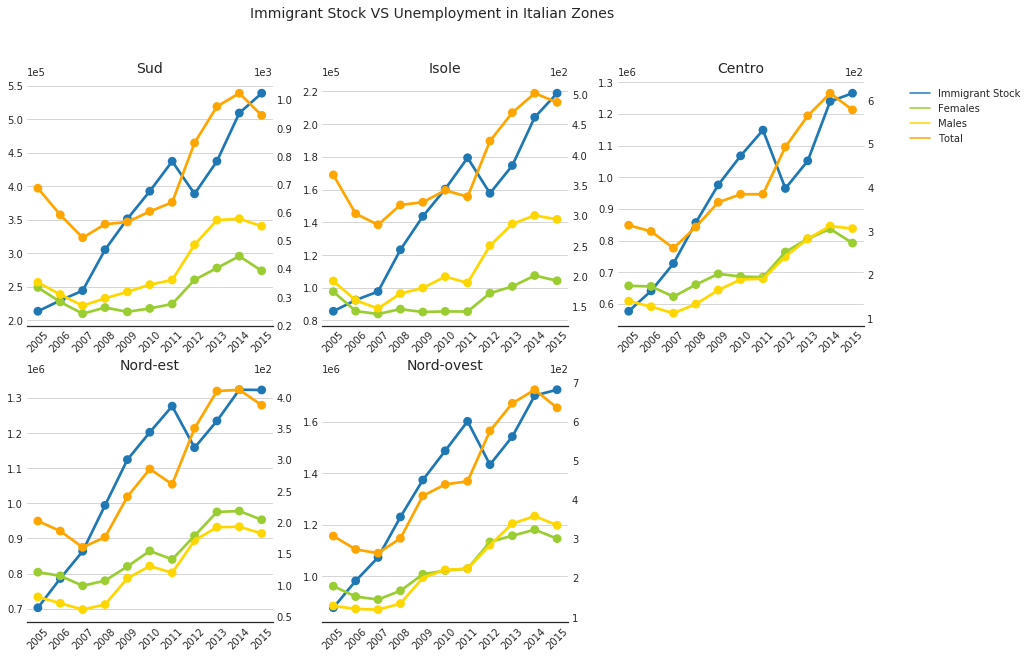 Immigrant Stock VS Unemployment in Italian Zones
Sud
1e5
1e3
5.5
5.0
4.5
4.0
3.5
3.0
2.5
2.0
1.0
0.9
0.8
0.7
0.6
0.5
0.4
0.3
0.2
2005 2006 2007 2008 2009 2010 2011 2012 2013 2014 2015
Isole
1e5
1e2
2.2
2.0
1.8
1.6
1.4
1.2
1.0
0.8
5.0
4.5
4.0
3.5
3.0
2.5
2.0
1.5
2005 2006 2007 2008 2009 2010 2011 2012 2013 2014 2015
Centro
1e6
1e2
1.3
1.2
1.1
1.0
0.9
0.8
0.7
0.6
6
5
4
3
2
1
2005 2006 2007 2008 2009 2010 2011 2012 2013 2014 2015
Immigrant Stock
Females
Males
Total
Nord-est
1e6
1e2
1.3
1.2
1.1
1.0
0.9
0.8
0.7
4.0
3.5
3.0
2.5
2.0
1.5
1.0
0.5
2005 2006 2007 2008 2009 2010 2011 2012 2013 2014 2015
Nord-ovest
1e6
1e2
1.6
1.4
1.2
1.0
7
6
5
4
3
2
1
2005 2006 2007 2008 2009 2010 2011 2012 2013 2014 2015